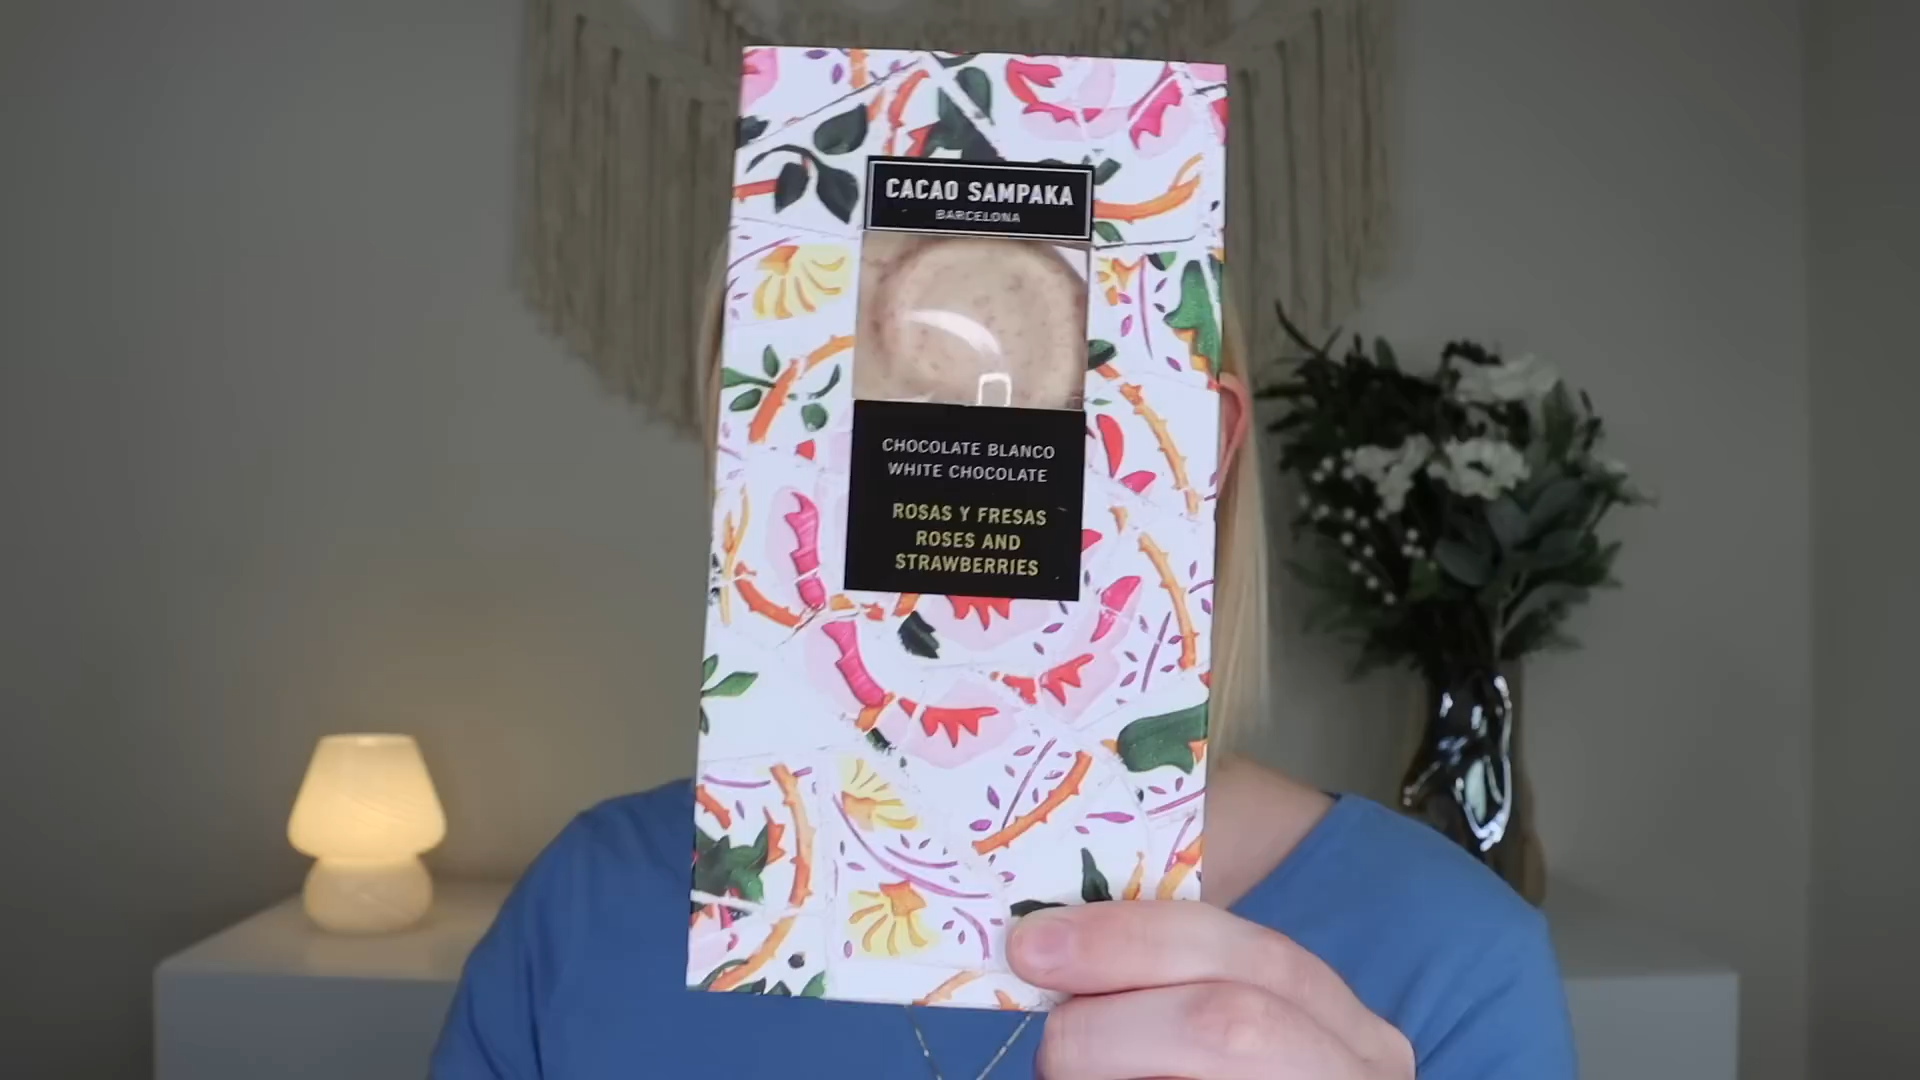 CACAO SAMPAKA
BARCELONA
CHOCOLATE BLANCO
WHITE CHOCOLATE
ROSAS Y FRESAS
ROSES AND
STRAWBERRIES